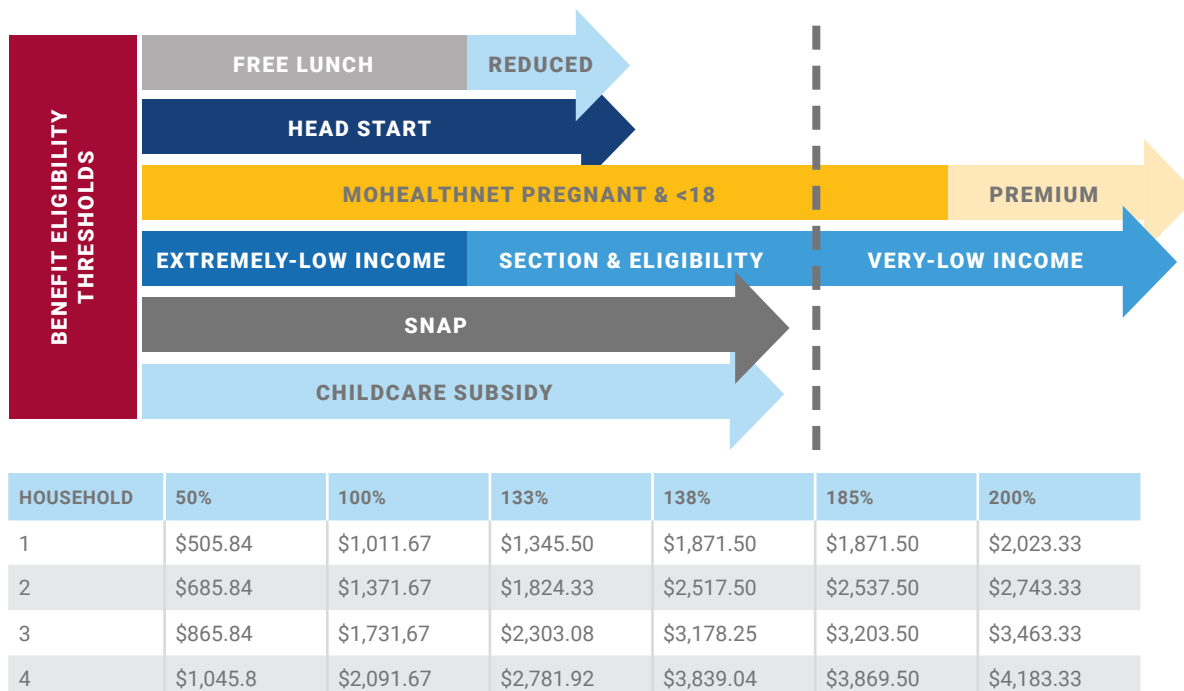 BENEFIT ELIGIBILITY
THRESHOLDS
FREE LUNCH REDUCED
HEAD START
MOHEALTHNET PREGNANT & <18 PREMIUM
EXTREMELY-LOW INCOME SECTION & ELIGIBILITY VERY-LOW INCOME
SNAP
CHILDCARE SUBSIDY
HOUSEHOLD 50% 100% 133% 138% 185% 200%
1 $505.84 $1,011.67 $1,345.50 $1,871.50 $1,871.50 $2,023.33
2 $685.84 $1,371.67 $1,824.33 $2,517.50 $2,537.50 $2,743.33
3 $865.84 $1,731,67 $2,303.08 $3,178.25 $3,203.50 $3,463.33
4 $1,045.8 $2,091.67 $2,781.92 $3,839.04 $3,869.50 $4,183.33